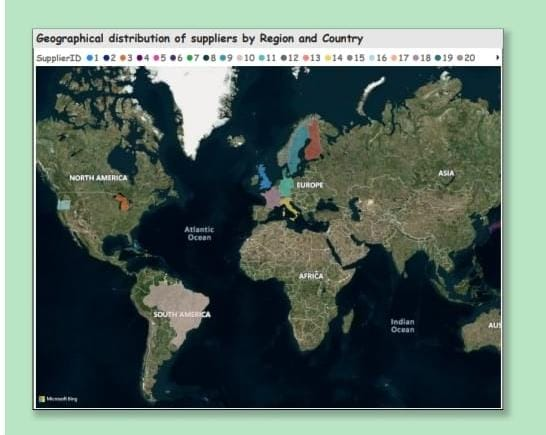 Geographical distribution of suppliers by Region and Country
SupplierID 1 2 3 4 5 6 7 8 9 10 11 12 13 14 15 16 17 18 19 20
NORTH AMERICA
EUROPE
ASIA
Atlantic
Ocean
AFRICA
SOUTH AMERICA
Indian
Ocean
AUS
Microsoft Bing